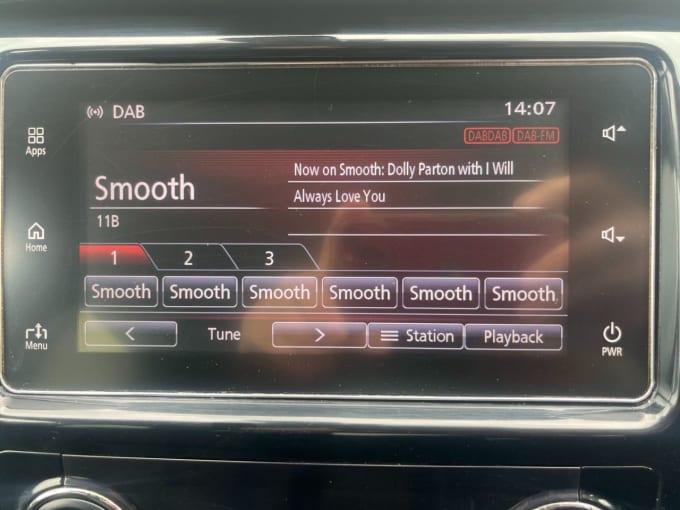 DAB
14:07
DABDAB DAB-FM
Apps
Smooth
Now on Smooth: Dolly Parton with I Will
Always Love You
11B
Home
1 2 3
Smooth Smooth Smooth Smooth Smooth Smooth
< Tune > Station Playback
Menu
PWR